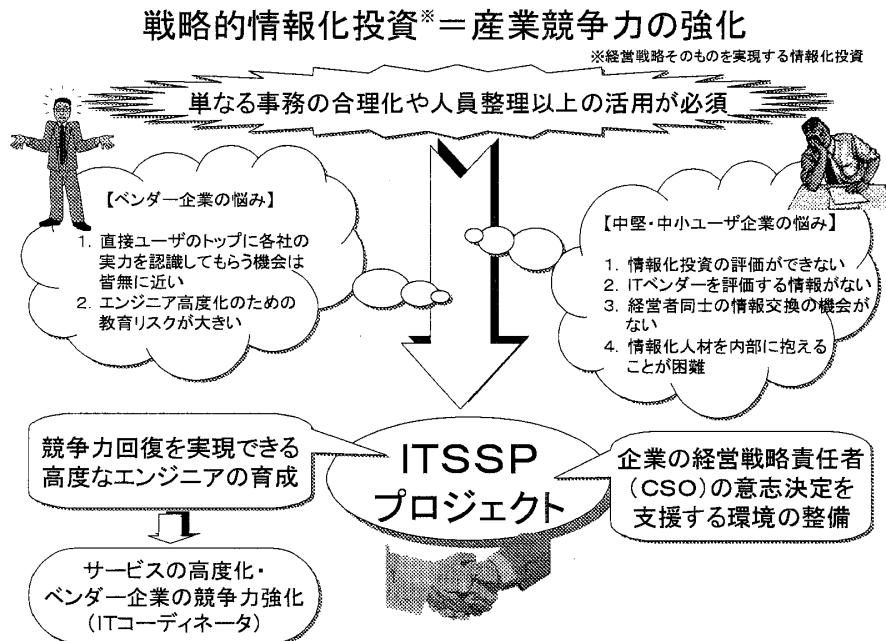 戦略的情報化投資※＝産業競争力の強化
※経営戦略そのものを実現する情報化投資
単なる事務の合理化や人員整理以上の活用が必須
【ベンダー企業の悩み】
1. 直接ユーザのトップに各社の
実力を認識してもらう機会は
皆無に近い
2. エンジニア高度化のための
教育リスクが大きい
【中堅・中小ユーザ企業の悩み】
1. 情報化投資の評価ができない
2. ITベンダーを評価する情報がない
3. 経営者同士の情報交換の機会が
ない
4. 情報化人材を内部に抱える
ことが困難
競争力回復を実現できる
高度なエンジニアの育成
ITSSP
プロジェクト
企業の経営戦略責任者
（CSO）の意志決定を
支援する環境の整備
サービスの高度化・
ベンダー企業の競争力強化
（ITコーディネータ）